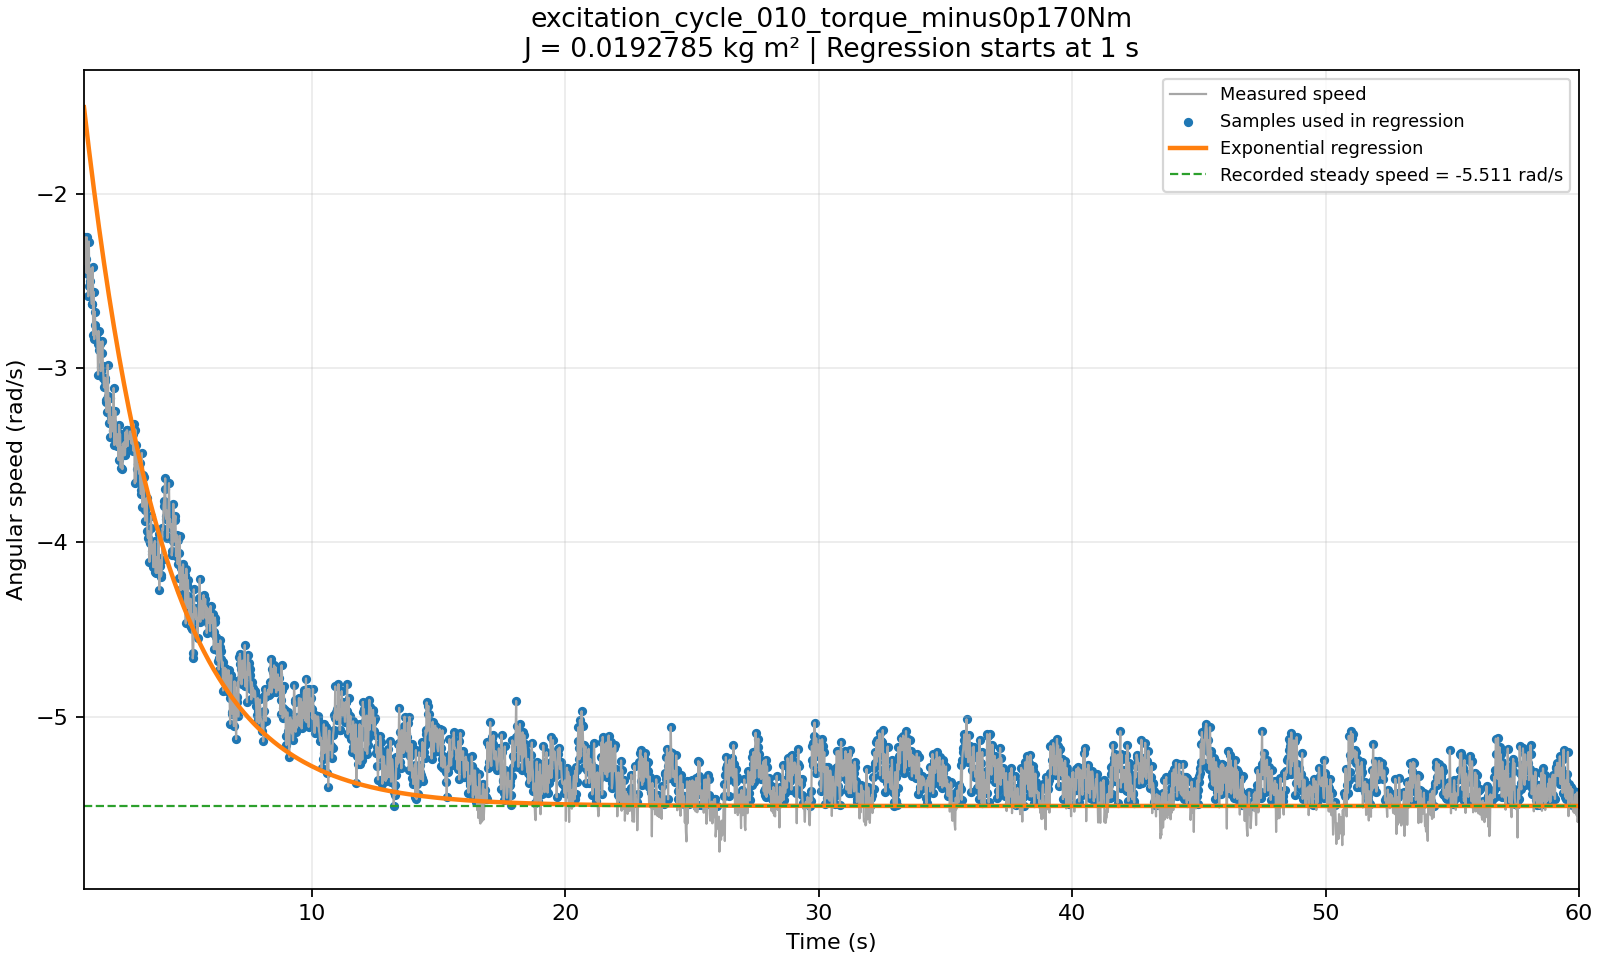 excitation_cycle_010_torque_minus0p170Nm
J = 0.0192785 kg m² | Regression starts at 1 s
Measured speed
Samples used in regression
Exponential regression
Recorded steady speed = -5.511 rad/s
Angular speed (rad/s)
−2
−3
−4
−5
10 20 30 40 50 60
Time (s)